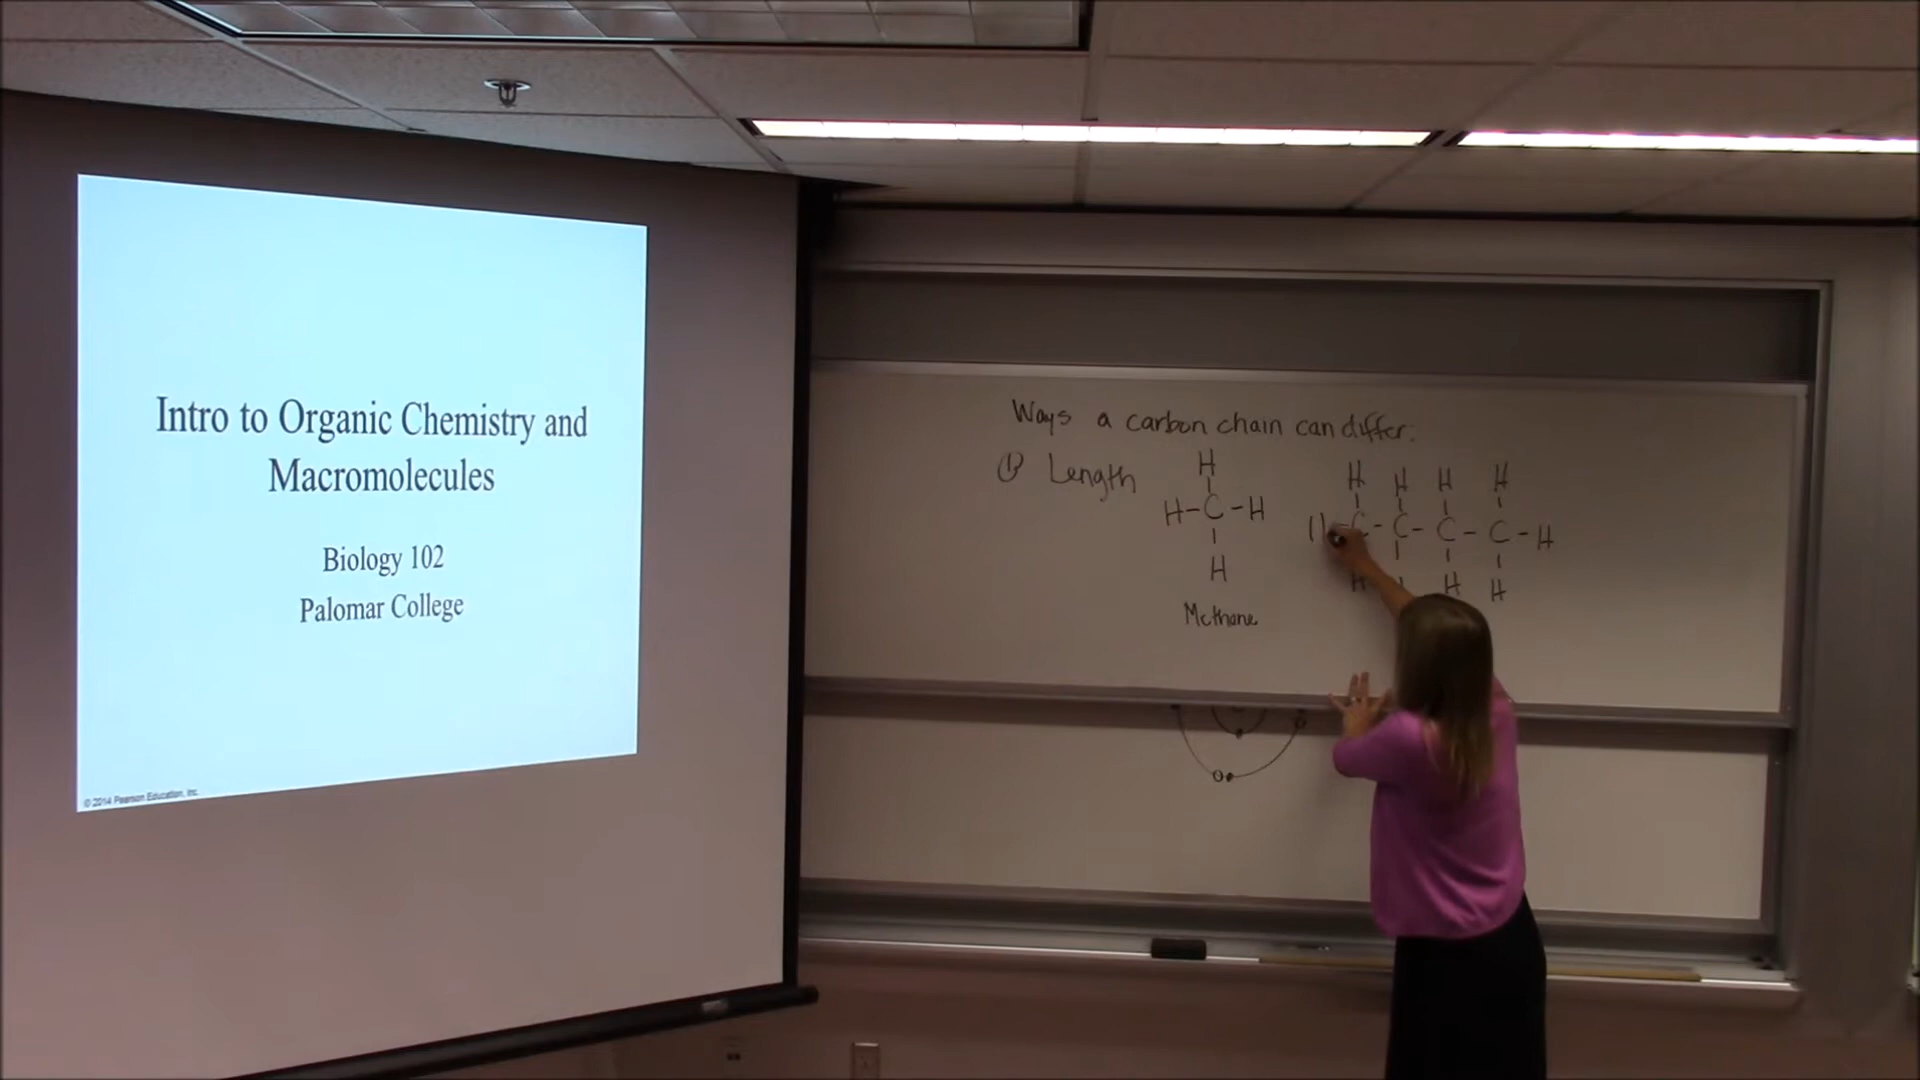 Intro to Organic Chemistry and
Macromolecules
Biology 102
Palomar College
© 2014 Pearson Education, Inc.
Ways a carbon chain can differ:
① Length
H
H-C-H
H
Methane
H H H H
C-C-C-C-H
H H H